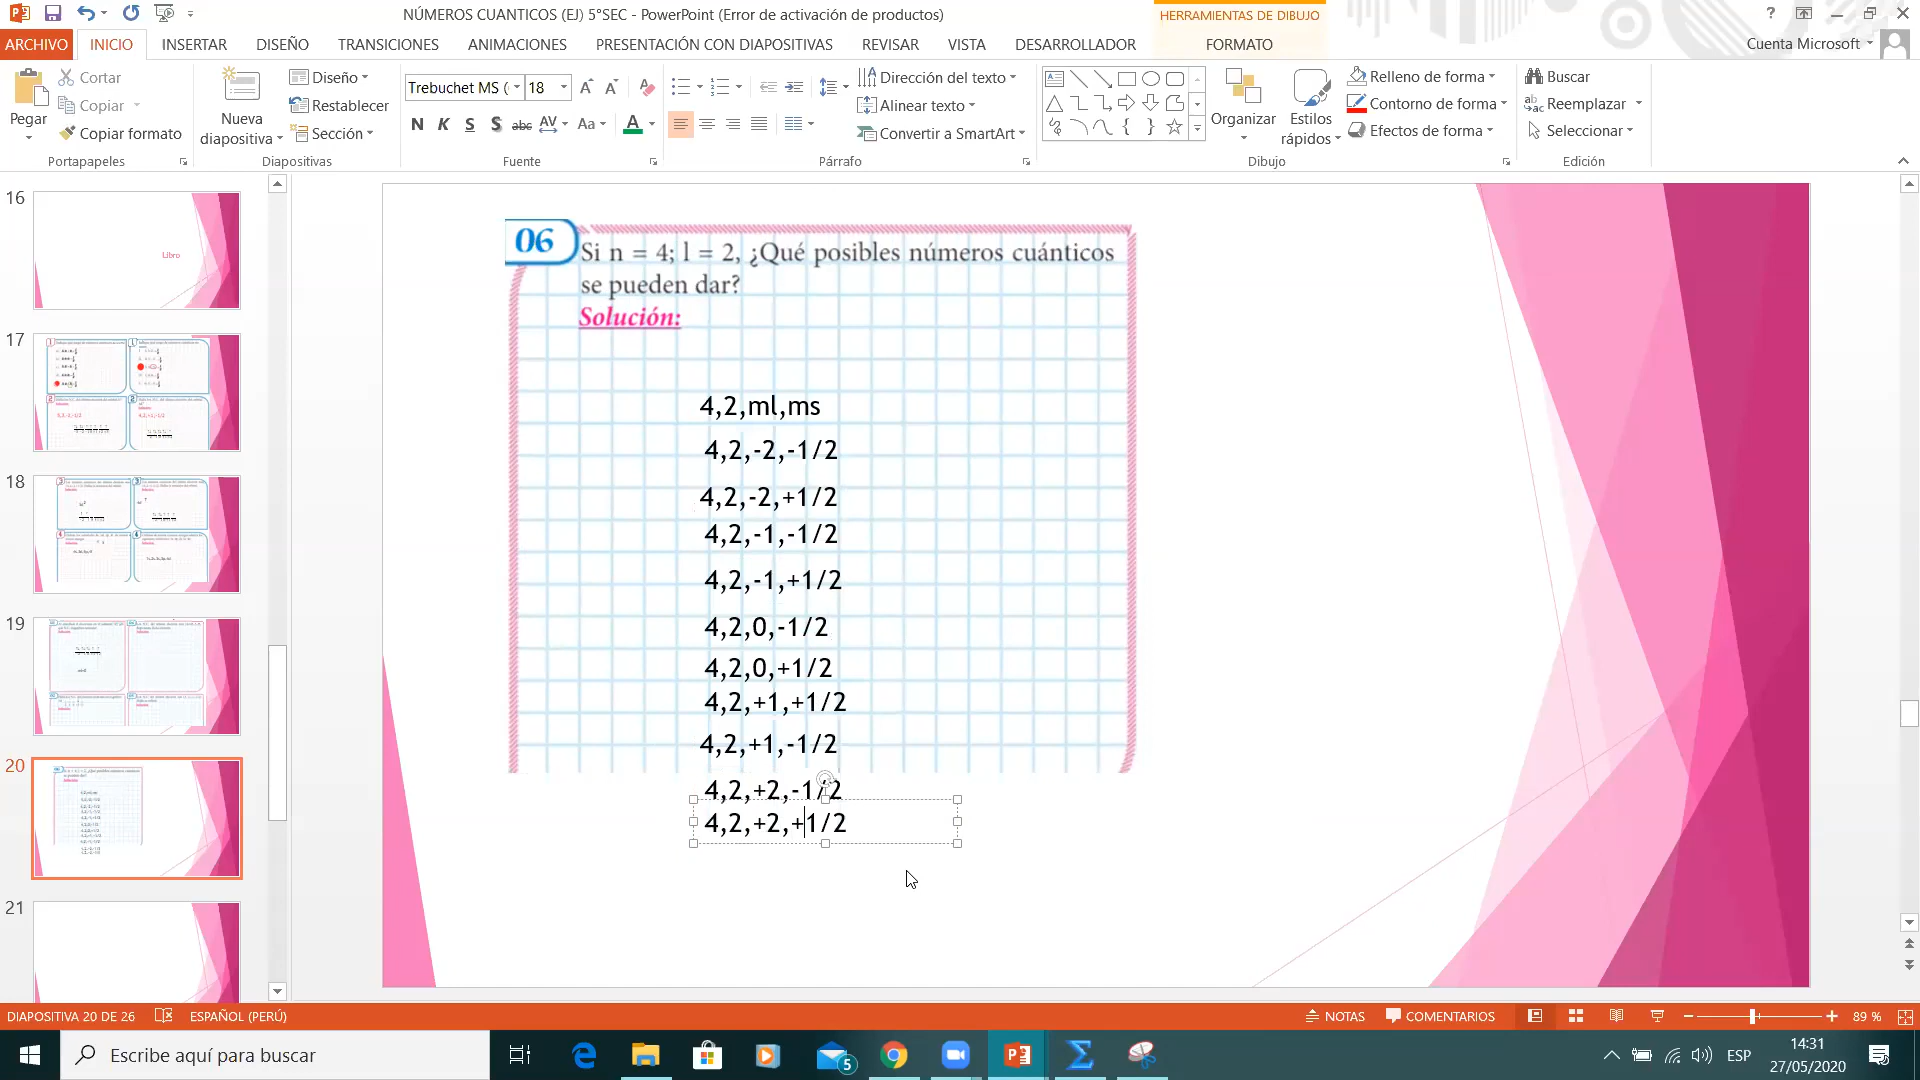 NÚMEROS CUANTICOS (EJ) 5°SEC - PowerPoint (Error de activación de productos)
HERRAMIENTAS DE DIBUJO
ARCHIVO INICIO INSERTAR DISEÑO TRANSICIONES ANIMACIONES PRESENTACIÓN CON DIAPOSITIVAS REVISAR VISTA DESARROLLADOR FORMATO
Cuenta Microsoft
Pegar
Cortar
Copiar
Copiar formato
Portapapeles
Nueva diapositiva
Diseño
Restablecer
Sección
Diapositivas
Trebuchet MS ( 18
N K S S abc AV Aa A
Fuente
Dirección del texto
Alinear texto
Convertir a SmartArt
Párrafo
Organizar
Estilos rápidos
Relleno de forma
Contorno de forma
Efectos de forma
Dibujo
Buscar
Reemplazar
Seleccionar
Edición
16
Libro
17
18
19
20
21
06
Si n = 4; l = 2, ¿Qué posibles números cuánticos
se pueden dar?
Solución:
4,2,ml,ms
4,2,-2,-1/2
4,2,-2,+1/2
4,2,-1,-1/2
4,2,-1,+1/2
4,2,0,-1/2
4,2,0,+1/2
4,2,+1,+1/2
4,2,+1,-1/2
4,2,+2,-1/2
4,2,+2,+1/2
DIAPOSITIVA 20 DE 26 ESPAÑOL (PERÚ) NOTAS COMENTARIOS 89 %
Escribe aquí para buscar
5
ESP
14:31
27/05/2020